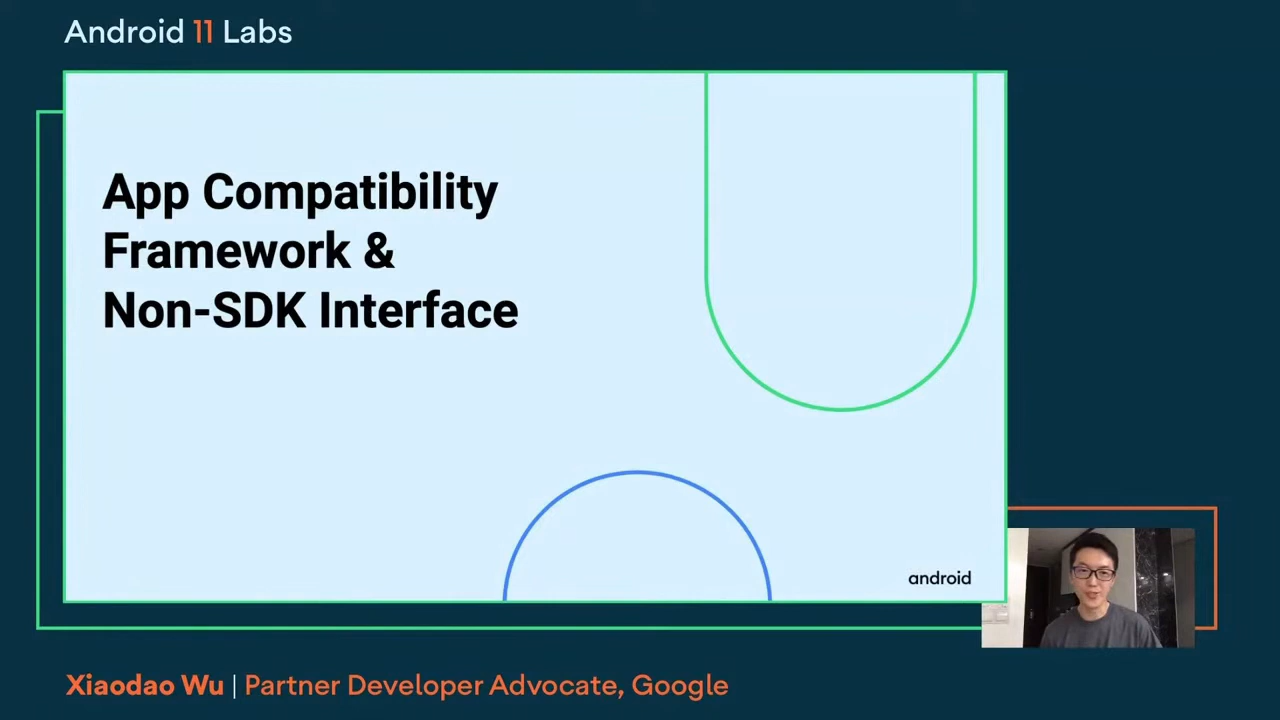 Android 11 Labs
App Compatibility
Framework &
Non-SDK Interface
android
Xiaodao Wu | Partner Developer Advocate, Google